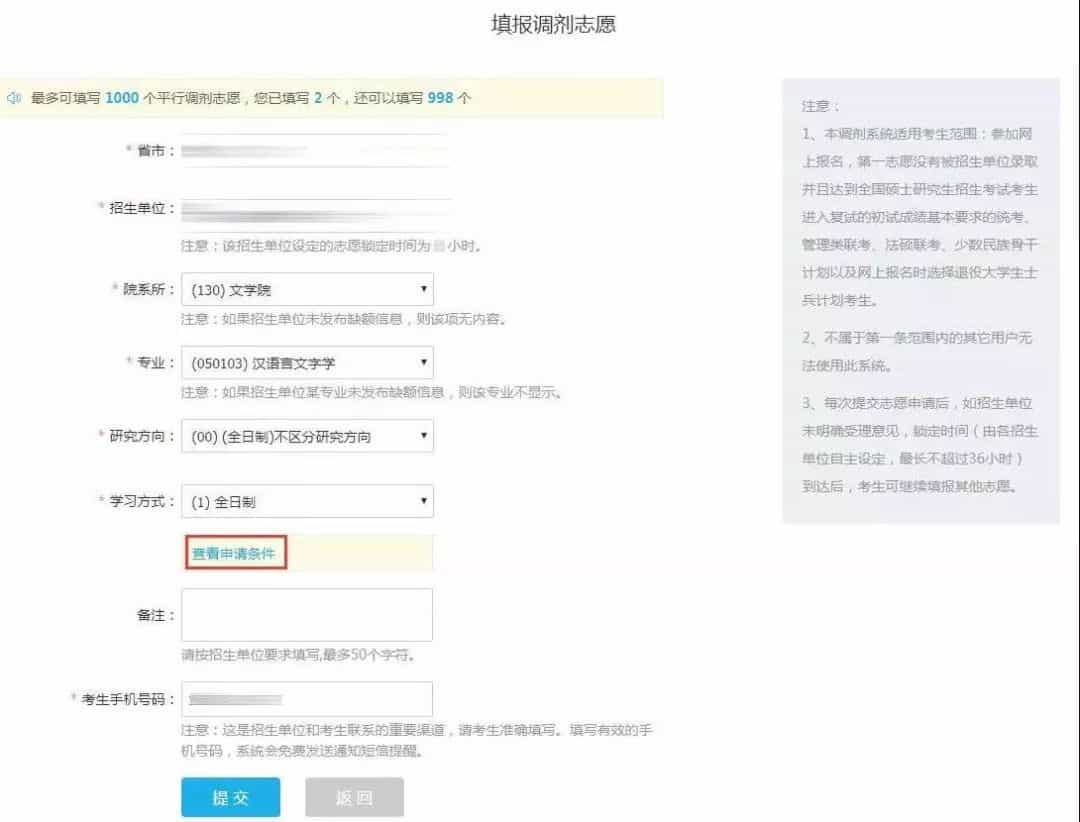 填报调剂志愿
最多可填写 1000 个平行调剂志愿，您已填写 2 个，还可以填写 998 个
* 省市：
* 招生单位：
注意：该招生单位设定的志愿锁定时间为 小时。
* 院系所： (130) 文学院
注意：如果招生单位未发布缺额信息，则该项无内容。
* 专业： (050103) 汉语言文字学
注意：如果招生单位某专业未发布缺额信息，则该专业不显示。
* 研究方向： (00) (全日制)不区分研究方向
* 学习方式： (1) 全日制
查看申请条件
备注：
请按招生单位要求填写,最多50个字符。
* 考生手机号码：
注意：这是招生单位和考生联系的重要渠道，请考生准确填写。填写有效的手
机号码，系统会免费发送通知短信提醒。
提交 返回
注意：
1、本调剂系统适用考生范围：参加网
上报名，第一志愿没有被招生单位录取
并且达到全国硕士研究生招生考试考生
进入复试的初试成绩基本要求的统考、
管理类联考、法硕联考、少数民族骨干
计划以及网上报名时选择退役大学生士
兵计划考生。
2、不属于第一条范围内的其它用户无
法使用此系统。
3、每次提交志愿申请后，如招生单位
未明确受理意见，锁定时间（由各招生
单位自主设定，最长不超过36小时）
到达后，考生可继续填报其他志愿。